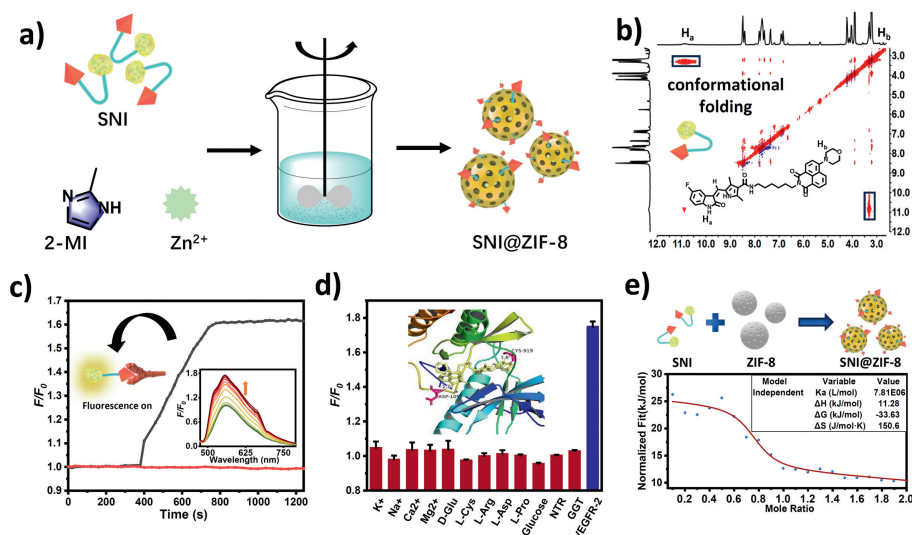 a)
SNI
N
NH
2-MI
Zn2+
SNI@ZIF-8
b)
Ha
Hb
conformational
folding
3.0
4.0
5.0
6.0
7.0
8.0
9.0
10.0
11.0
12.0
F
H
O
N
H
Ha
HN
O
HN
N
O
O
N
O
Hb
12.0 11.0 10.0 9.0 8.0 7.0 6.0 5.0 4.0 3.0
c)
1.7
1.6
1.5
1.4
1.3
1.2
1.1
1.0
0.9
F/F0
Fluorescence on
F/F0
500 625 750
Wavelength (nm)
0 200 400 600 800 1000 1200
Time (s)
d)
1.8
1.6
1.4
1.2
1.0
0.8
F/F0
CYS-919
K+
Na+
Ca2+
Mg2+
D-Glu
L-Cys
L-Arg
L-Asp
L-Pro
Glucose
NTR
GGT
VEGFR-2
e)
SNI
ZIF-8
SNI@ZIF-8
Model Variable Value
Independent Ka (L/mol) 7.81E06
ΔH (kJ/mol) 11.28
ΔG (kJ/mol) -33.63
ΔS (J/mol·K) 150.6
Normalized Fit(kJ/mol)
30
25
20
15
10
0.2 0.4 0.6 0.8 1.0 1.2 1.4 1.6 1.8 2.0
Mole Ratio